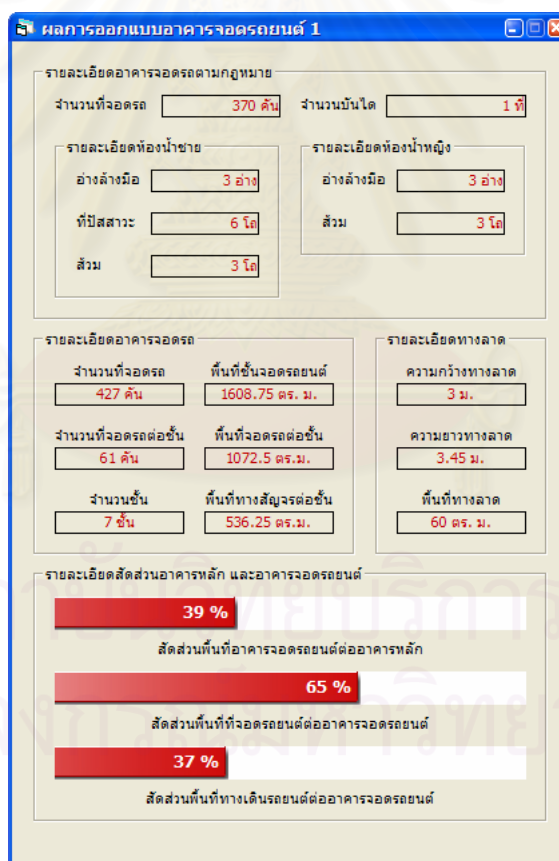 ผลการออกแบบอาคารจอดรถยนต์ 1
รายละเอียดอาคารจอดรถตามกฎหมาย
จำนวนที่จอดรถ 370 คัน จำนวนบันได 1 ที่
รายละเอียดห้องน้ำชาย รายละเอียดห้องน้ำหญิง
อ่างล้างมือ 3 อ่าง อ่างล้างมือ 3 อ่าง
ที่ปัสสาวะ 6 โถ ส้วม 3 โถ
ส้วม 3 โถ
รายละเอียดอาคารจอดรถ รายละเอียดทางลาด
จำนวนที่จอดรถ พื้นที่ชั้นจอดรถยนต์ ความกว้างทางลาด
427 คัน 1608.75 ตร. ม. 3 ม.
จำนวนที่จอดรถต่อชั้น พื้นที่จอดรถต่อชั้น ความยาวทางลาด
61 คัน 1072.5 ตร.ม. 3.45 ม.
จำนวนชั้น พื้นที่ทางสัญจรต่อชั้น พื้นที่ทางลาด
7 ชั้น 536.25 ตร.ม. 60 ตร. ม.
รายละเอียดสัดส่วนอาคารหลัก และอาคารจอดรถยนต์
39 %
สัดส่วนพื้นที่อาคารจอดรถยนต์ต่ออาคารหลัก
65 %
สัดส่วนพื้นที่ที่จอดรถยนต์ต่ออาคารจอดรถยนต์
37 %
สัดส่วนพื้นที่ทางเดินรถยนต์ต่ออาคารจอดรถยนต์